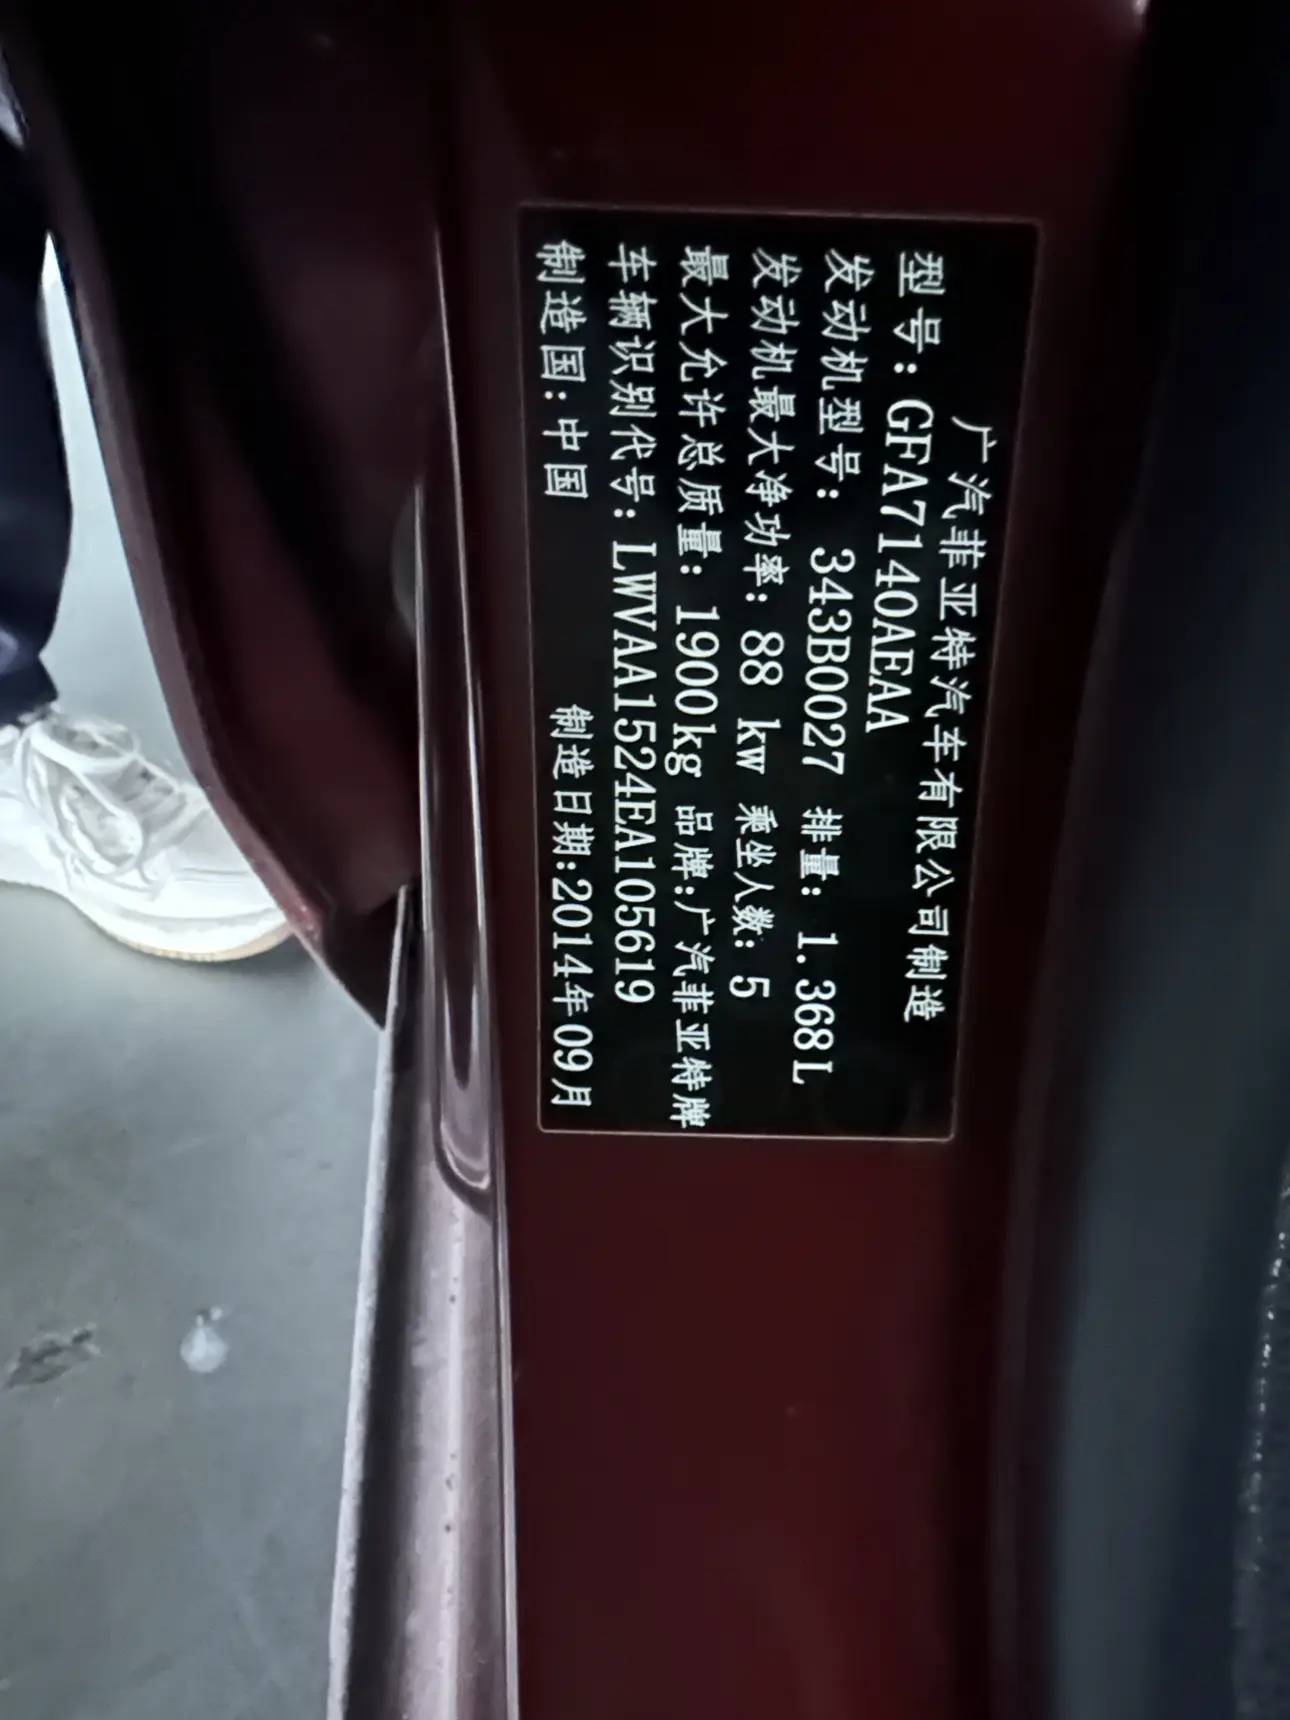 广汽菲亚特汽车有限公司制造
型号：GFA7140AEAA
发动机型号： 343B0027 排量： 1.368L
发动机最大净功率： 88 kw 乘坐人数：5
最大允许总质量： 1900kg 品牌：广汽菲亚特牌
车辆识别代号：LWVAA1524EA105619
制造国：中国 制造日期：2014年09月